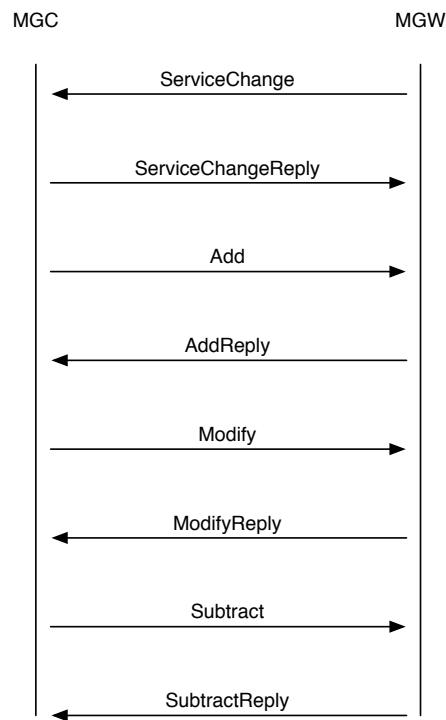 MGC MGW
ServiceChange
ServiceChangeReply
Add
AddReply
Modify
ModifyReply
Subtract
SubtractReply